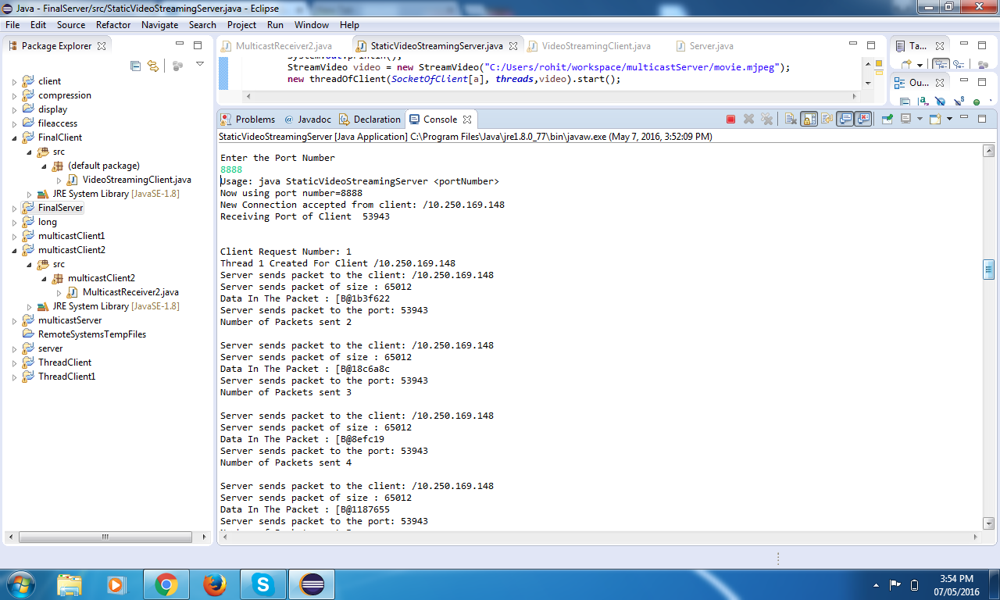 Java - FinalServer/src/StaticVideoStreamingServer.java - Eclipse
File Edit Source Refactor Navigate Search Project Run Window Help
Package Explorer
client
compression
display
fileaccess
FinalClient
src
(default package)
VideoStreamingClient.java
JRE System Library [JavaSE-1.8]
FinalServer
long
multicastClient1
multicastClient2
src
multicastClient2
MulticastReceiver2.java
JRE System Library [JavaSE-1.8]
multicastServer
RemoteSystemsTempFiles
server
ThreadClient
ThreadClient1
MulticastReceiver2.java StaticVideoStreamingServer.java VideoStreamingClient.java Server.java
System.out.println();
StreamVideo video = new StreamVideo("C:/Users/rohit/workspace/multicastServer/movie.mjpeg");
new threadOfClient(SocketOfClient[a], threads,video).start();
Ta...
Ou...
Problems @ Javadoc Declaration Console
StaticVideoStreamingServer [Java Application] C:\Program Files\Java\jre1.8.0_77\bin\javaw.exe (May 7, 2016, 3:52:09 PM)
Enter the Port Number
8888
Usage: java StaticVideoStreamingServer <portNumber>
Now using port number=8888
New Connection accepted from client: /10.250.169.148
Receiving Port of Client  53943
Client Request Number: 1
Thread 1 Created For Client /10.250.169.148
Server sends packet to the client: /10.250.169.148
Server sends packet of size : 65012
Data In The Packet : [B@1b3f622
Server sends packet to the port: 53943
Number of Packets sent 2
Server sends packet to the client: /10.250.169.148
Server sends packet of size : 65012
Data In The Packet : [B@18c6a8c
Server sends packet to the port: 53943
Number of Packets sent 3
Server sends packet to the client: /10.250.169.148
Server sends packet of size : 65012
Data In The Packet : [B@8efc19
Server sends packet to the port: 53943
Number of Packets sent 4
Server sends packet to the client: /10.250.169.148
Server sends packet of size : 65012
Data In The Packet : [B@1187655
Server sends packet to the port: 53943
3:54 PM
07/05/2016